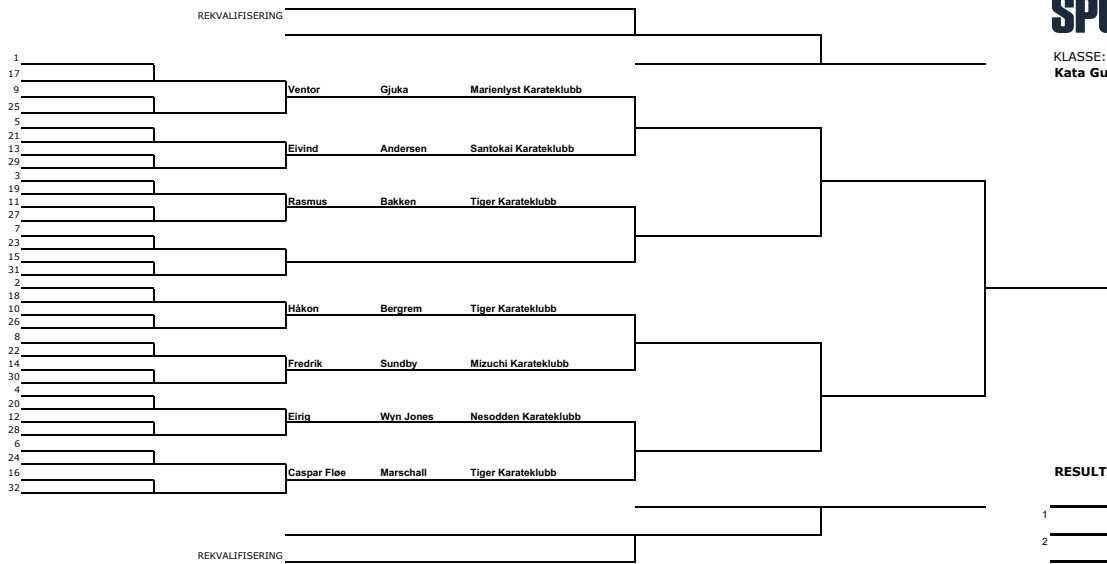 REKVALIFISERING
SPO
KLASSE:
Kata Gu
1
17
9 Ventor Gjuka Marienlyst Karateklubb
25
5
21
13 Eivind Andersen Santokai Karateklubb
29
3
19
11 Rasmus Bakken Tiger Karateklubb
27
7
23
15
31
2
18
10 Håkon Bergrem Tiger Karateklubb
26
8
22
14 Fredrik Sundby Mizuchi Karateklubb
30
4
20
12 Eirig Wyn Jones Nesodden Karateklubb
28
6
24
16 Caspar Fløe Marschall Tiger Karateklubb
32
RESULT
1
2
REKVALIFISERING